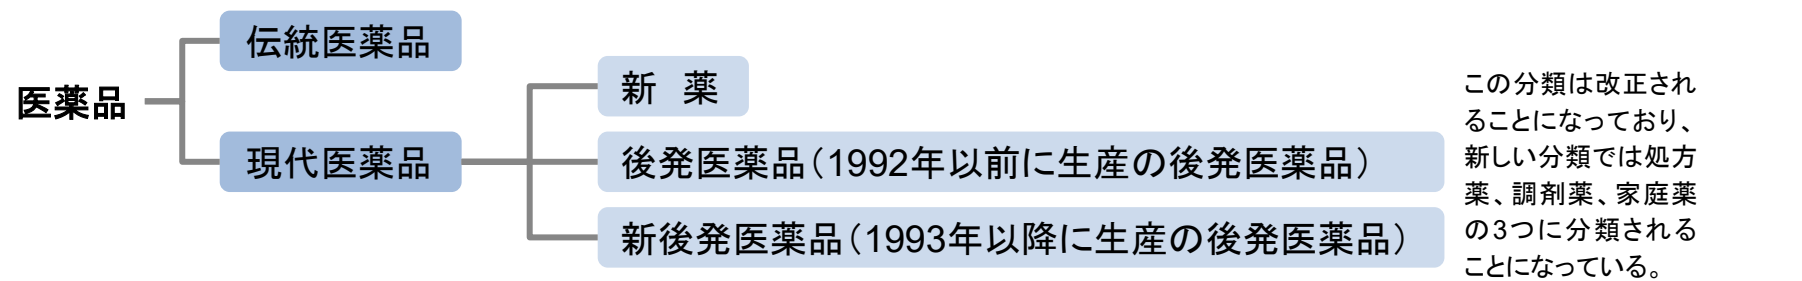 医薬品
伝統医薬品
現代医薬品
新　薬
後発医薬品（1992年以前に生産の後発医薬品）
新後発医薬品（1993年以降に生産の後発医薬品）
この分類は改正され
ることになっており、
新しい分類では処方
薬、調剤薬、家庭薬
の3つに分類される
ことになっている。